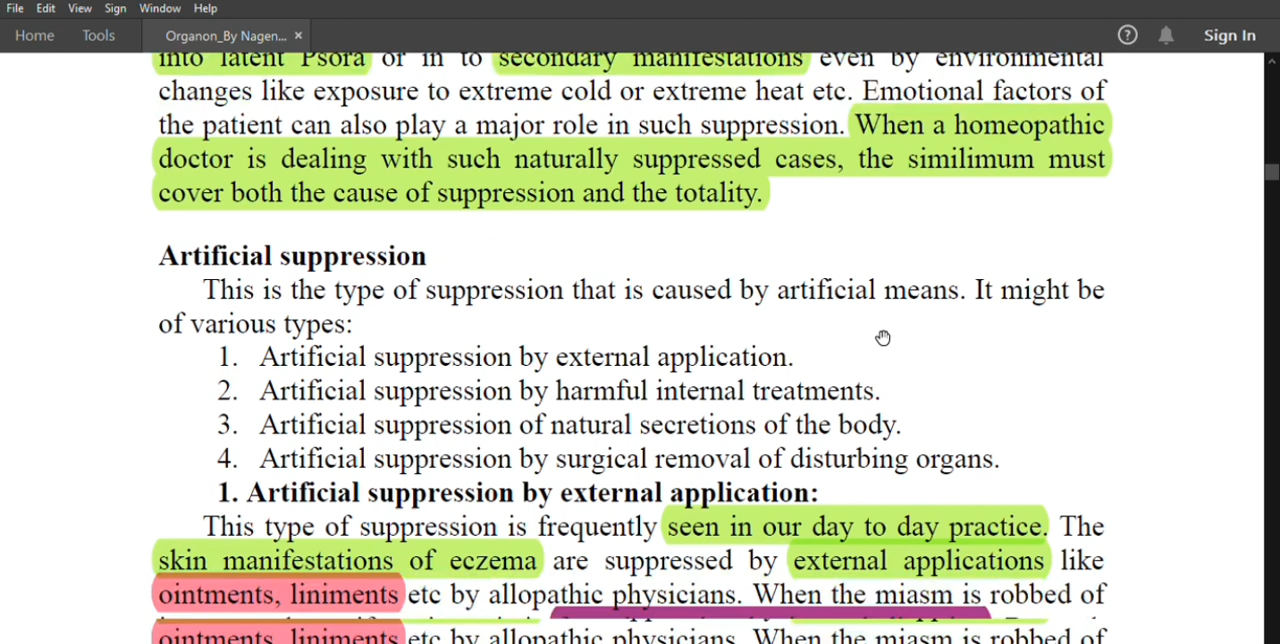 File Edit View Sign Window Help
Home Tools Organon_By Nagen... × ? Sign In
into latent Psora or in to secondary manifestations even by environmental
changes like exposure to extreme cold or extreme heat etc. Emotional factors of
the patient can also play a major role in such suppression. When a homeopathic
doctor is dealing with such naturally suppressed cases, the similimum must
cover both the cause of suppression and the totality.
Artificial suppression
This is the type of suppression that is caused by artificial means. It might be
of various types:
1. Artificial suppression by external application.
2. Artificial suppression by harmful internal treatments.
3. Artificial suppression of natural secretions of the body.
4. Artificial suppression by surgical removal of disturbing organs.
1. Artificial suppression by external application:
This type of suppression is frequently seen in our day to day practice. The
skin manifestations of eczema are suppressed by external applications like
ointments, liniments etc by allopathic physicians. When the miasm is robbed of
ointments, liniments etc by allopathic physicians. When the miasm is robbed of